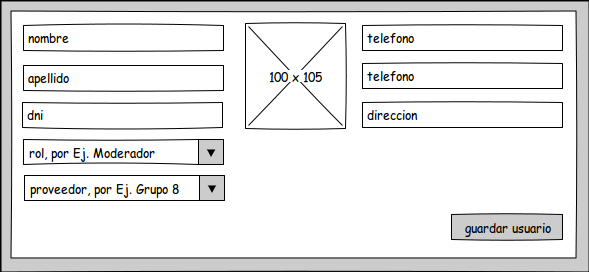 nombre
apellido
dni
rol, por Ej. Moderador
proveedor, por Ej. Grupo 8
100 x 105
telefono
telefono
direccion
guardar usuario